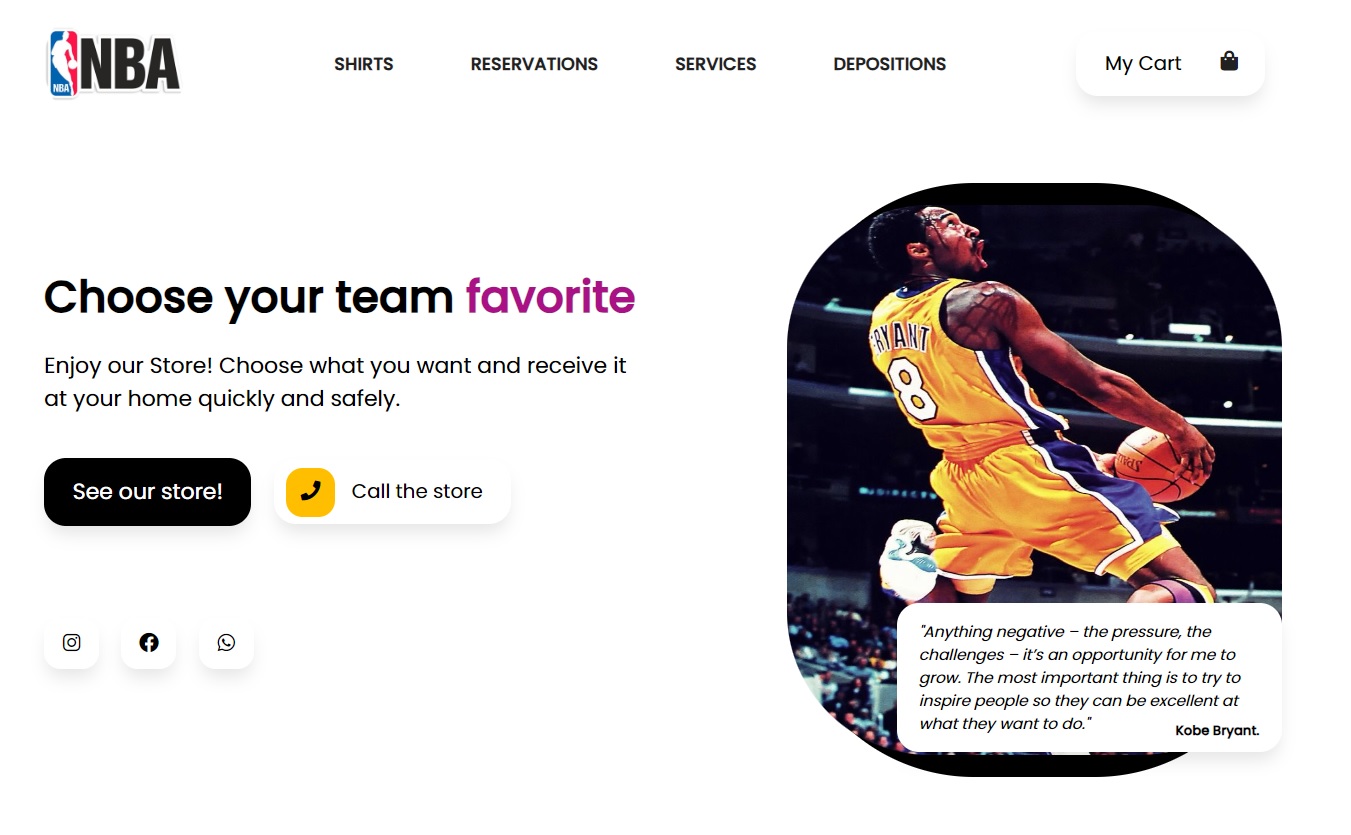 NBA NBA
SHIRTS
RESERVATIONS
SERVICES
DEPOSITIONS
My Cart
Choose your team favorite
Enjoy our Store! Choose what you want and receive it
at your home quickly and safely.
See our store!
Call the store
RYANT
8
SPALDING
"Anything negative – the pressure, the
challenges – it’s an opportunity for me to
grow. The most important thing is to try to
inspire people so they can be excellent at
what they want to do."
Kobe Bryant.